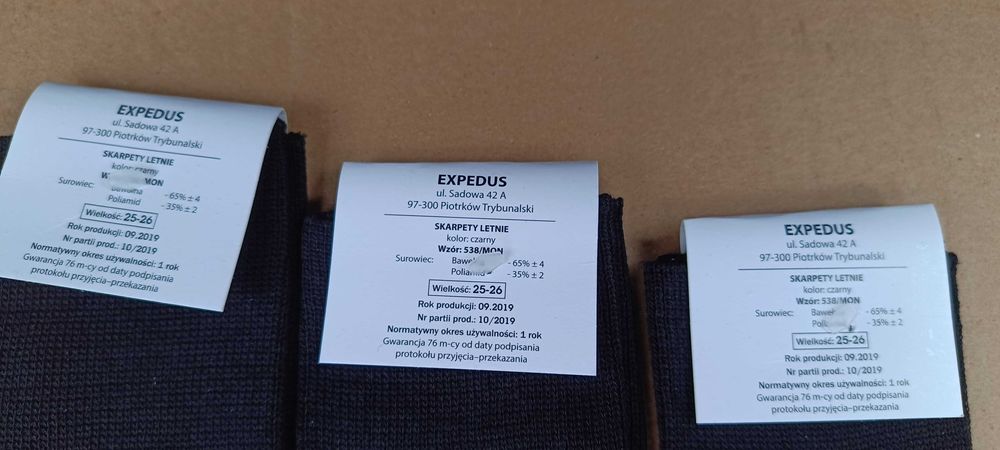 EXPEDUS
ul. Sadowa 42 A
97-300 Piotrków Trybunalski
SKARPETY LETNIE
kolor: czarny
MON
Surowiec: Bawełna - 65% ± 4
Poliamid - 35% ± 2
Wielkość: 25-26
Rok produkcji: 09.2019
Nr partii prod.: 10/2019
Normatywny okres używalności: 1 rok
Gwarancja 76 m-cy od daty podpisania
protokołu przyjęcia–przekazania
EXPEDUS
ul. Sadowa 42 A
97-300 Piotrków Trybunalski
SKARPETY LETNIE
kolor: czarny
Wzór: 538/MON
Surowiec: - 65% ± 4
Poliamid - 35% ± 2
Wielkość: 25-26
Rok produkcji: 09.2019
Nr partii prod.: 10/2019
Normatywny okres używalności: 1 rok
Gwarancja 76 m-cy od daty podpisania
protokołu przyjęcia–przekazania
EXPEDUS
ul. Sadowa 42 A
97-300 Piotrków Trybunalski
SKARPETY LETNIE
kolor: czarny
Wzór: 538/MON
Surowiec: - 65% ± 4
- 35% ± 2
Wielkość: 25-26
Rok produkcji: 09.2019
Nr partii prod.: 10/2019
Normatywny okres używalności: 1 rok
Gwarancja 76 m-cy od daty podpisania
protokołu przyjęcia–przekazania